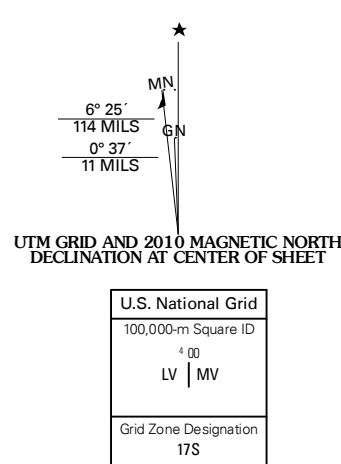 ★
MN
6° 25´
114 MILS
GN
0° 37´
11 MILS
UTM GRID AND 2010 MAGNETIC NORTH
DECLINATION AT CENTER OF SHEET
U.S. National Grid
100,000-m Square ID
4 00
LV | MV
Grid Zone Designation
17S